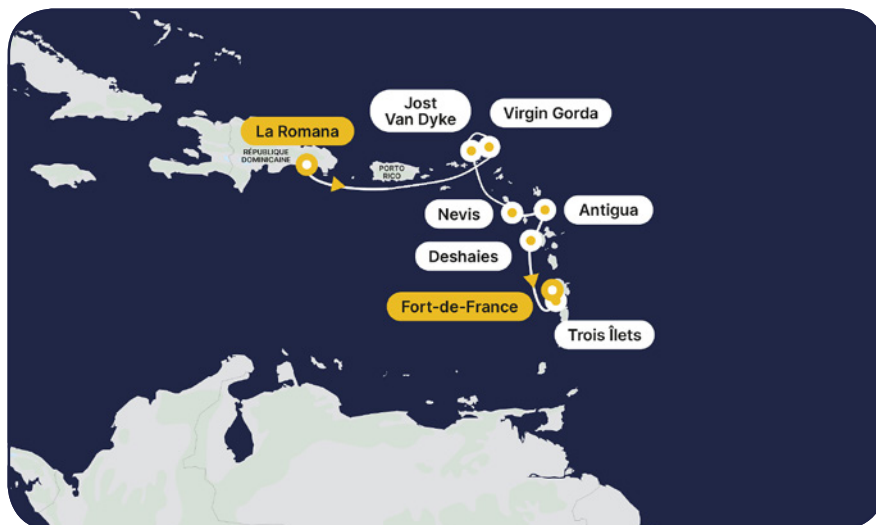 Jost
Van Dyke
Virgin Gorda
La Romana
RÉPUBLIQUE
DOMINICAINE
PORTO
RICO
Nevis
Antigua
Deshaies
Fort-de-France
Trois Îlets